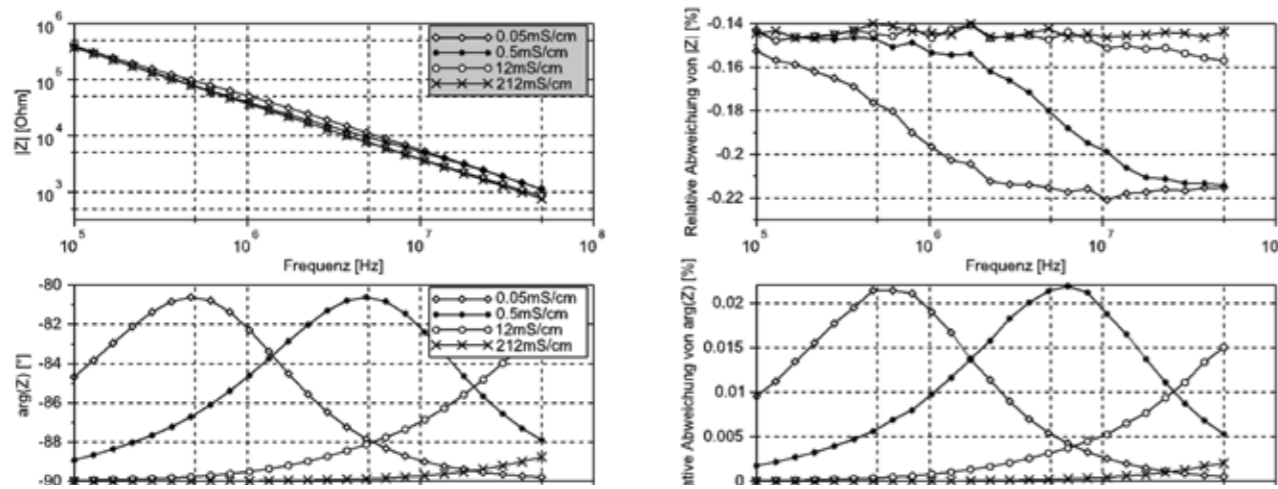 |Z| [Ohm]
10^6
10^5
10^4
10^3
0.05mS/cm
0.5mS/cm
12mS/cm
212mS/cm
10^5
10^6
10^7
10^8
Frequenz [Hz]
Relative Abweichung von |Z| [%]
-0.14
-0.16
-0.18
-0.2
-0.22
10^5
10^6
10^7
10
Frequenz [Hz]
arg(Z) [°]
-80
-82
-84
-86
-88
-90
0.05mS/cm
0.5mS/cm
12mS/cm
212mS/cm
Abweichung von arg(Z) [%]
0.02
0.015
0.01
0.005
0